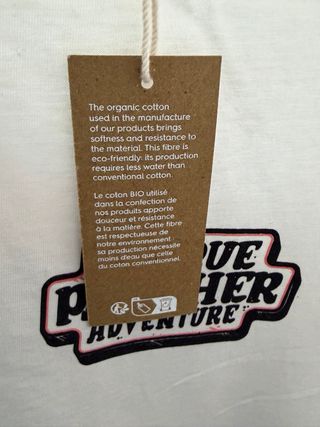 The organic cotton
used in the manufacture
of our products brings
softness and resistance to
the material. This fibre is
eco-friendly: its production
requires less water than
conventional cotton.
Le coton BIO utilisé
dans la confection de
nos produits apporte
douceur et résistance
à la matière. Cette fibre
est respectueuse de
notre environnement
sa production nécessite
moins d'eau que celle
du coton conventionnel.
ADVENTURE